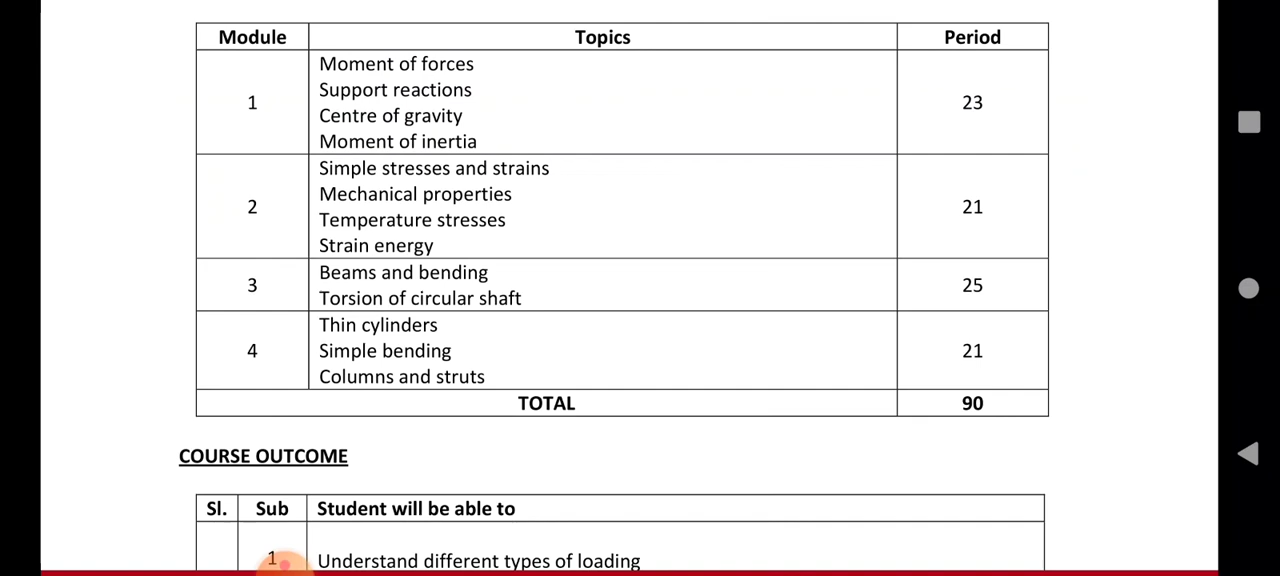 Module Topics Period
Moment of forces
Support reactions
1 23
Centre of gravity
Moment of inertia
Simple stresses and strains
Mechanical properties
2 21
Temperature stresses
Strain energy
Beams and bending
3 25
Torsion of circular shaft
Thin cylinders
4 Simple bending 21
Columns and struts
TOTAL 90
COURSE OUTCOME
Sl. Sub Student will be able to
1 Understand different types of loading